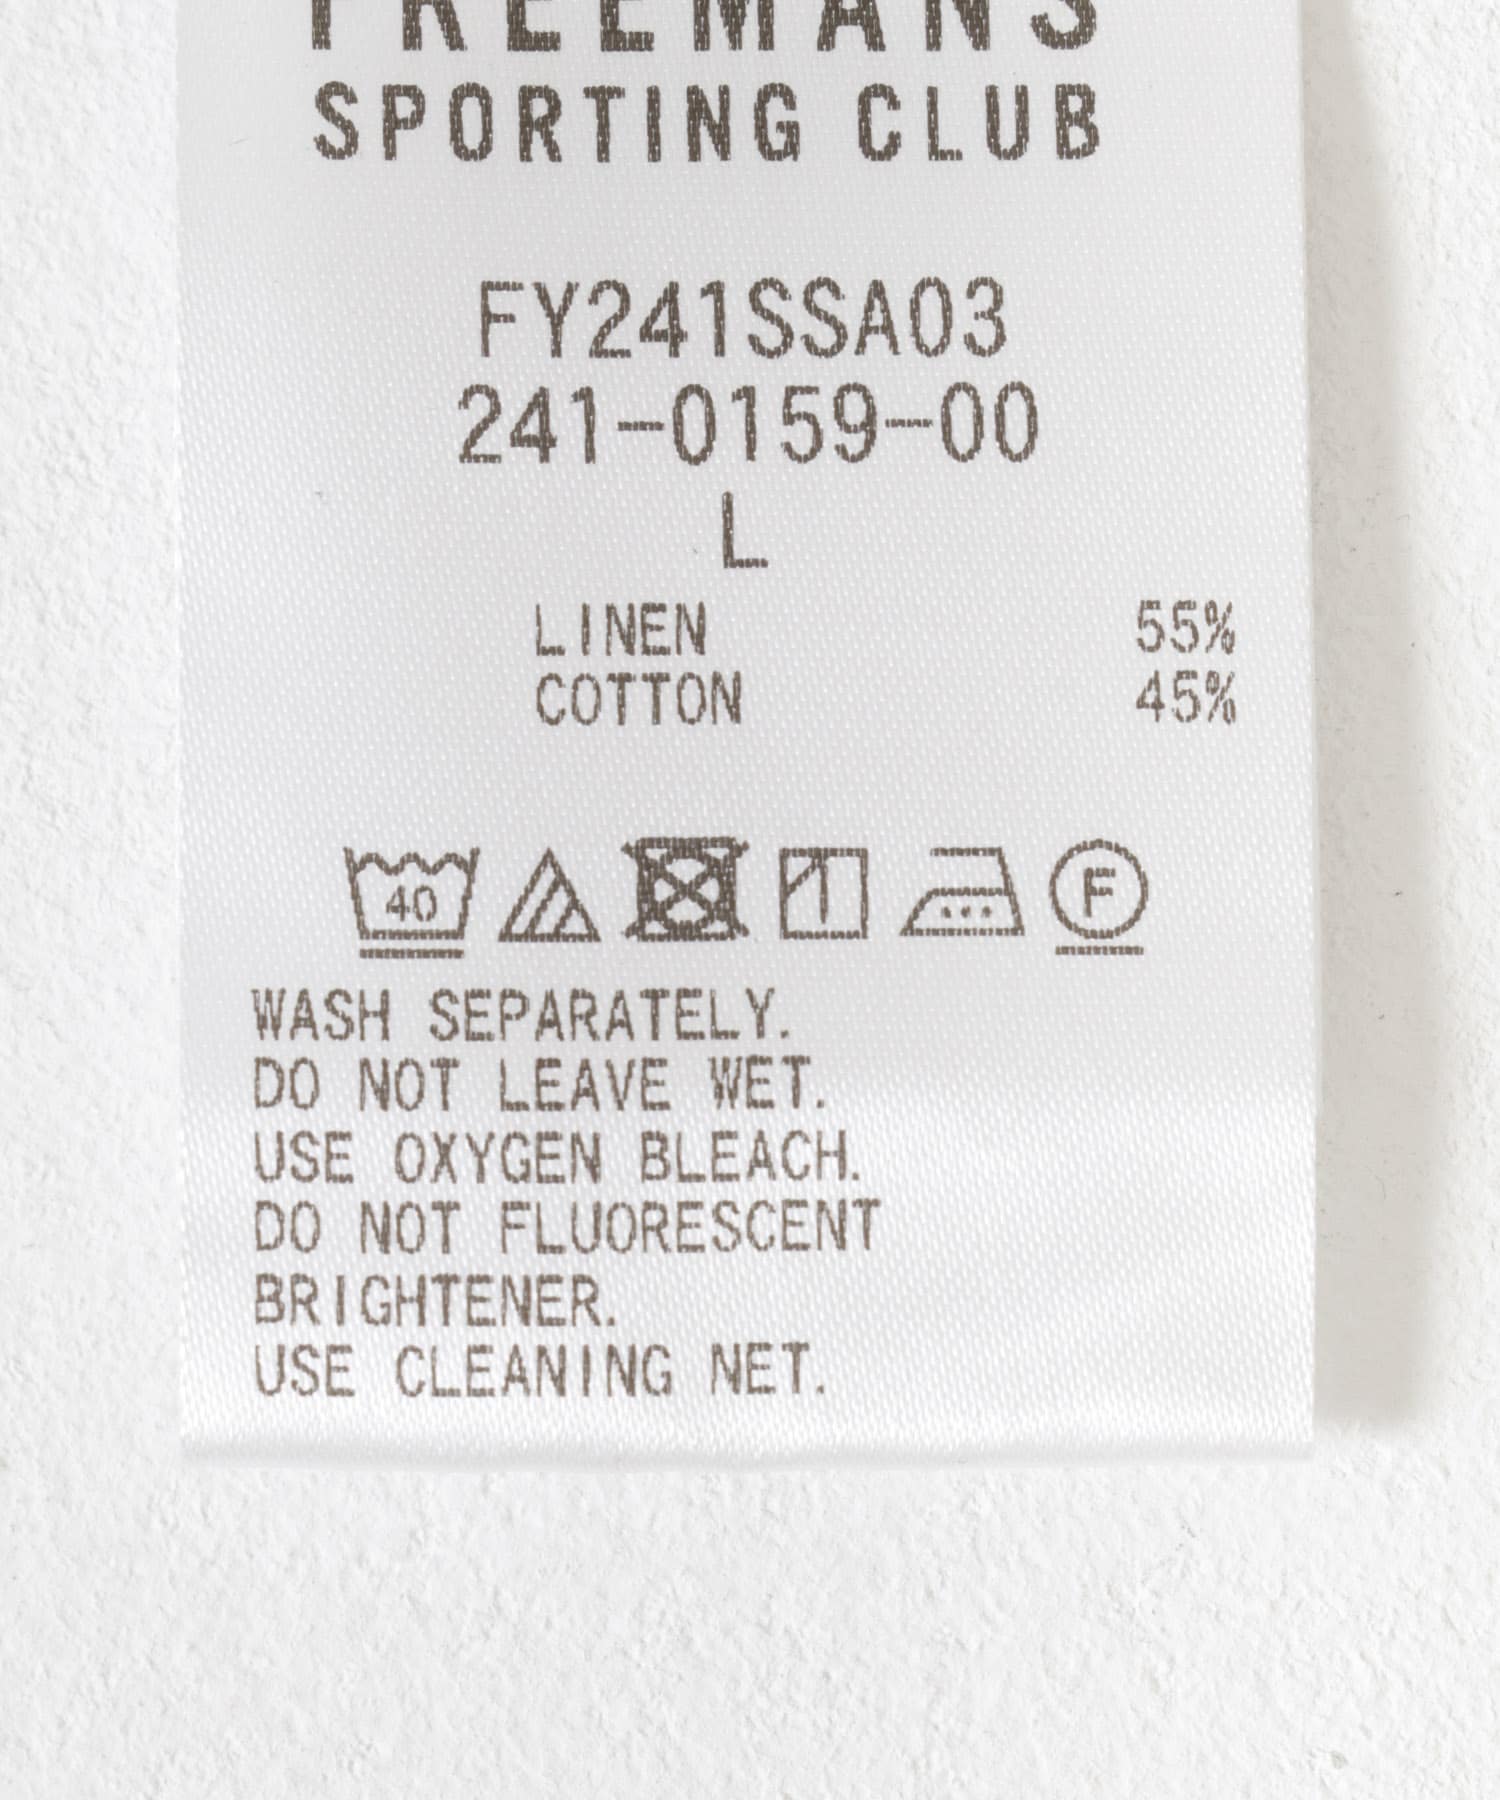 FREEMANS
SPORTING CLUB
FY241SSA03
241-0159-00
L
LINEN 55%
COTTON 45%
40 F
WASH SEPARATELY.
DO NOT LEAVE WET.
USE OXYGEN BLEACH.
DO NOT FLUORESCENT
BRIGHTENER.
USE CLEANING NET.